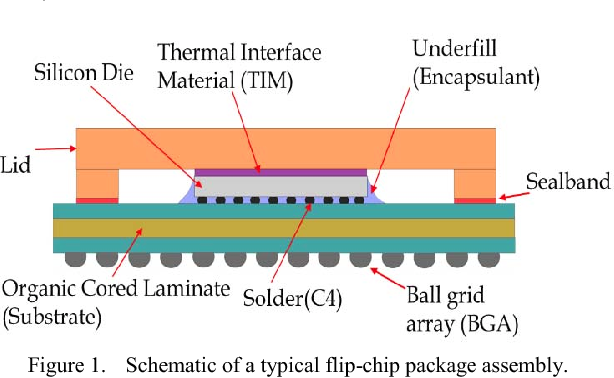 Thermal Interface
Material (TIM)
Underfill
(Encapsulant)
Silicon Die
Lid
Sealband
Organic Cored Laminate
(Substrate)
Solder(C4)
Ball grid
array (BGA)
Figure 1. Schematic of a typical flip-chip package assembly.